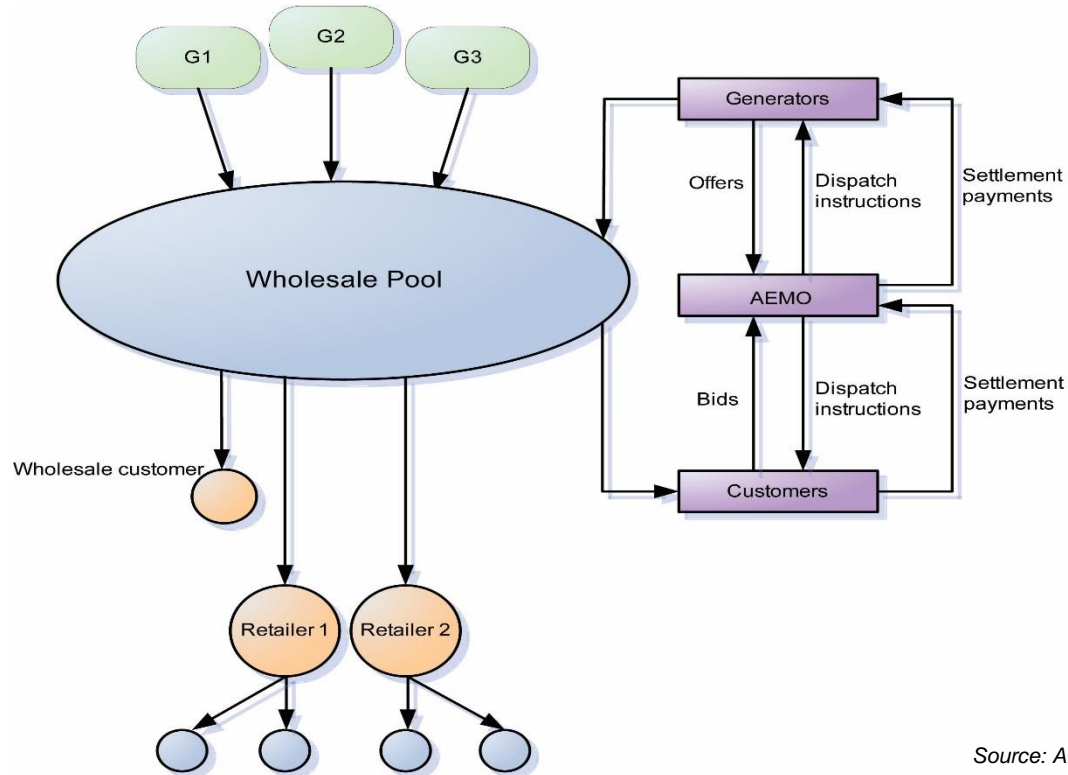 G1
G2
G3
Generators
Offers
Dispatch
instructions
Settlement
payments
Wholesale Pool
AEMO
Bids
Dispatch
instructions
Settlement
payments
Wholesale customer
Customers
Retailer 1
Retailer 2
Source: A